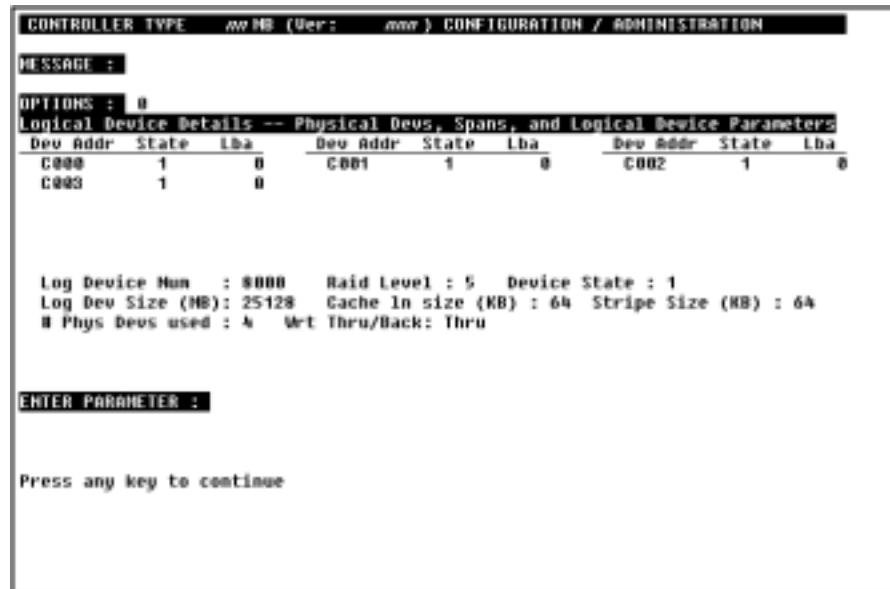 CONTROLLER TYPE nn MB (Ver: nnn ) CONFIGURATION / ADMINISTRATION
MESSAGE :
OPTIONS : 0
Logical Device Details -- Physical Devs, Spans, and Logical Device Parameters
Dev Addr State Lba Dev Addr State Lba Dev Addr State Lba
C000 1 0 C001 1 0 C002 1 0
C003 1 0
Log Device Num : 8000 Raid Level : 5 Device State : 1
Log Dev Size (MB): 25128 Cache ln size (KB) : 64 Stripe Size (KB) : 64
# Phys Devs used : 4 Wrt Thru/Back: Thru
ENTER PARAMETER :
Press any key to continue